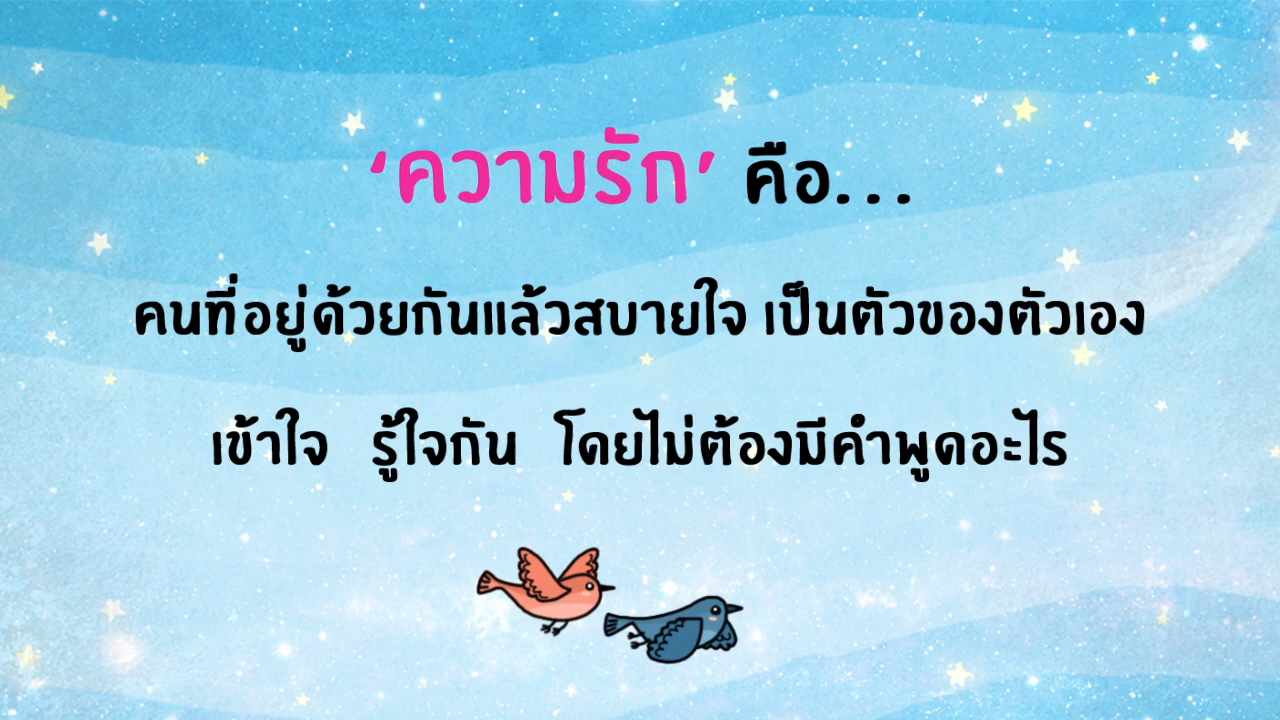 ‘ความรัก’ คือ...
คนที่อยู่ด้วยกันแล้วสบายใจ เป็นตัวของตัวเอง
เข้าใจ รู้ใจกัน โดยไม่ต้องมีคำพูดอะไร